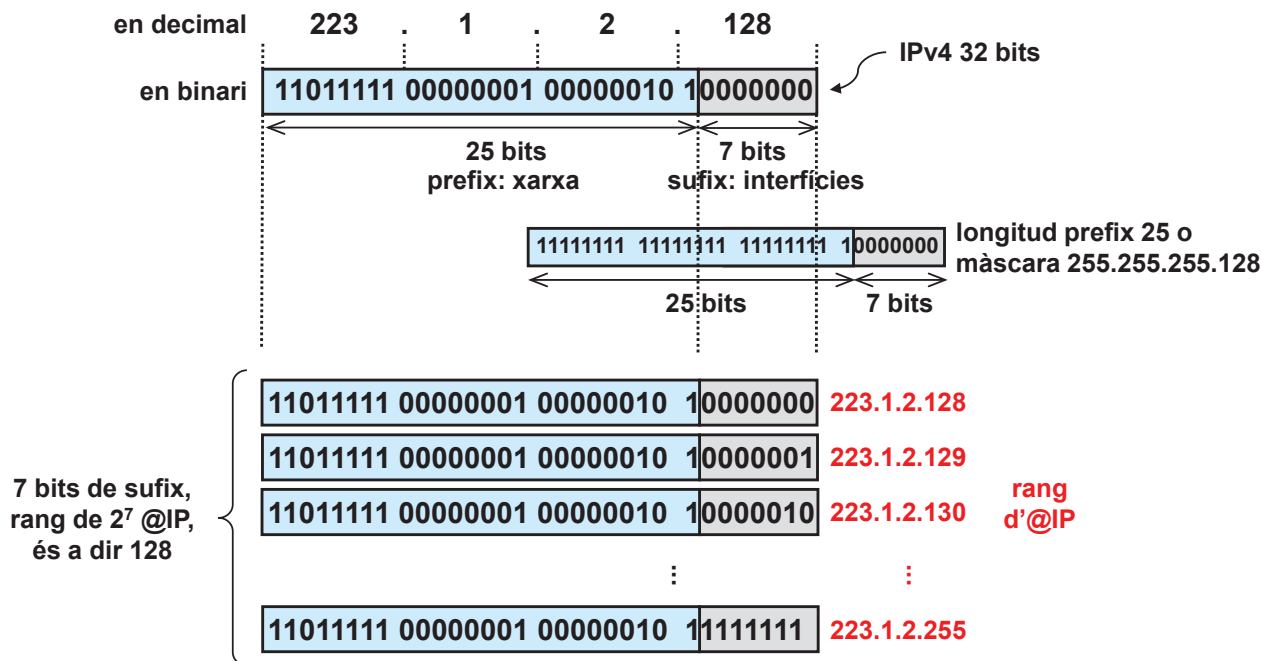 en decimal 223 . 1 . 2 . 128
IPv4 32 bits
en binari 11011111 00000001 00000010 10000000
25 bits 7 bits
prefix: xarxa sufix: interfícies
11111111 11111111 11111111 10000000 longitud prefix 25 o
màscara 255.255.255.128
25 bits 7 bits
11011111 00000001 00000010 10000000 223.1.2.128
11011111 00000001 00000010 10000001 223.1.2.129
7 bits de sufix,
rang de 2⁷ @IP,
és a dir 128
11011111 00000001 00000010 10000010 223.1.2.130
rang
d’@IP
⋮ ⋮
11011111 00000001 00000010 11111111 223.1.2.255